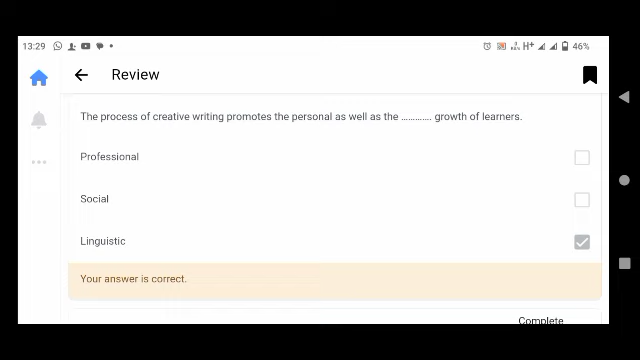 13:29
H+ 46%
Review
The process of creative writing promotes the personal as well as the ............. growth of learners.
Professional
Social
Linguistic
Your answer is correct.
Complete